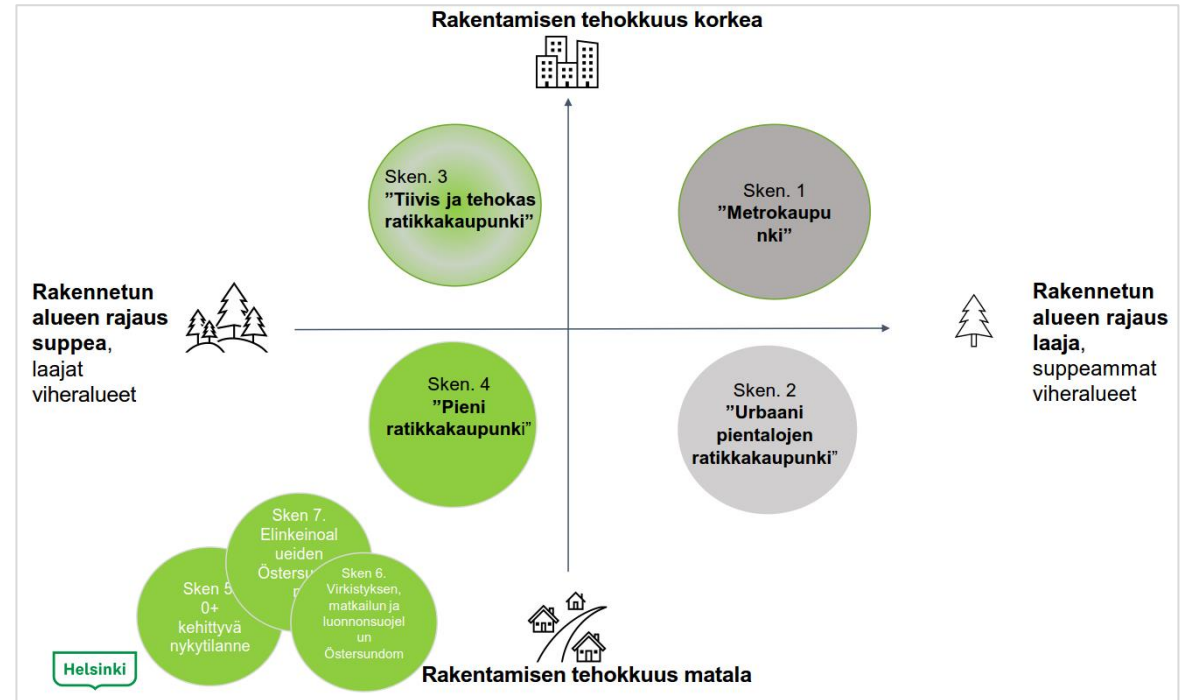 Rakentamisen tehokkuus korkea
Sken. 3
”Tiivis ja tehokas
ratikkakaupunki”
Sken. 1
”Metrokaupu
nki”
Rakennetun
alueen rajaus
suppea,
laajat
viheralueet
Rakennetun
alueen rajaus
laaja,
suppeammat
viheralueet
Sken. 4
”Pieni
ratikkakaupunki”
Sken. 2
”Urbaani
pientalojen
ratikkakaupunki”
Sken 7.
Elinkeinoal
ueiden
Sken 5
0+
kehittyvä
nykytilanne
Sken 6.
Virkistyksen,
matkailun ja
luonnonsuojel
un
Östersundom
Helsinki
Rakentamisen tehokkuus matala